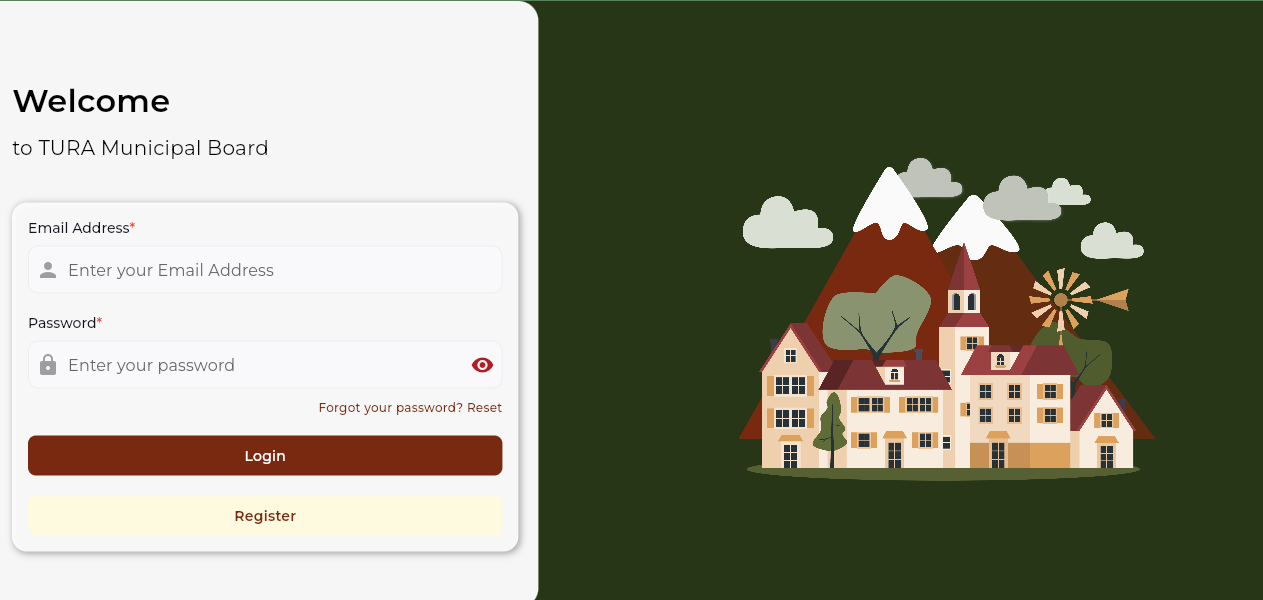 Welcome
to TURA Municipal Board
Email Address*
Enter your Email Address
Password*
Enter your password
Forgot your password? Reset
Login
Register